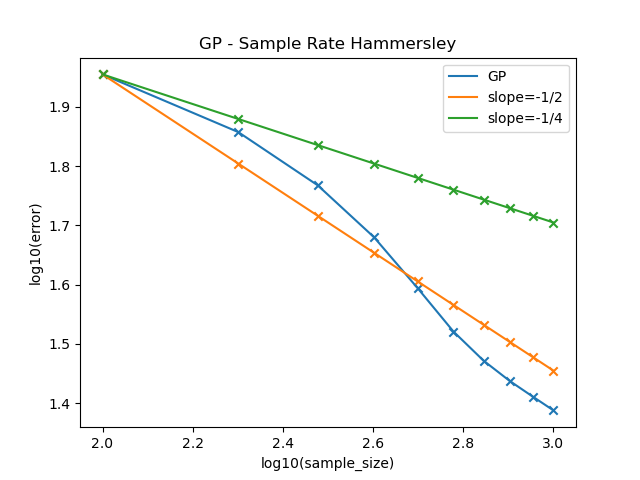 GP - Sample Rate Hammersley
GP
slope=-1/2
slope=-1/4
log10(error)
1.9
1.8
1.7
1.6
1.5
1.4
2.0 2.2 2.4 2.6 2.8 3.0
log10(sample_size)